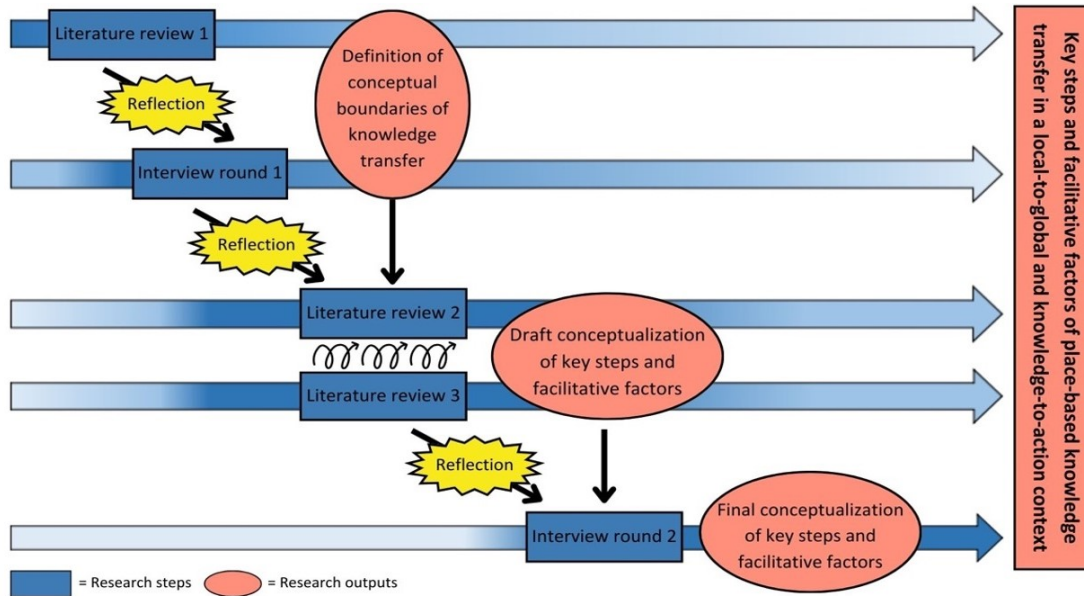 Literature review 1
Definition of
conceptual
boundaries of
knowledge
transfer
Reflection
Interview round 1
Reflection
Literature review 2
Draft conceptualization
of key steps and
facilitative factors
Literature review 3
Reflection
Interview round 2
Final conceptualization
of key steps and
facilitative factors
Key steps and facilitative factors of place-based knowledge
transfer in a local-to-global and knowledge-to-action context
= Research steps
= Research outputs